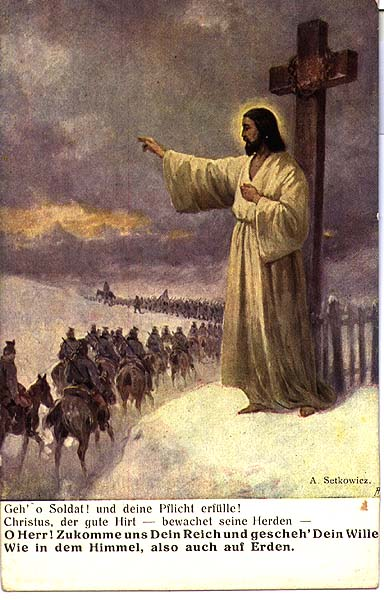 A. Setkowicz.
Geh' o Soldat! und deine Pflicht erfülle!
Christus, der gute Hirt — bewachet seine Herden —
O Herr! Zukomme uns Dein Reich und gescheh' Dein Wille
Wie in dem Himmel, also auch auf Erden.